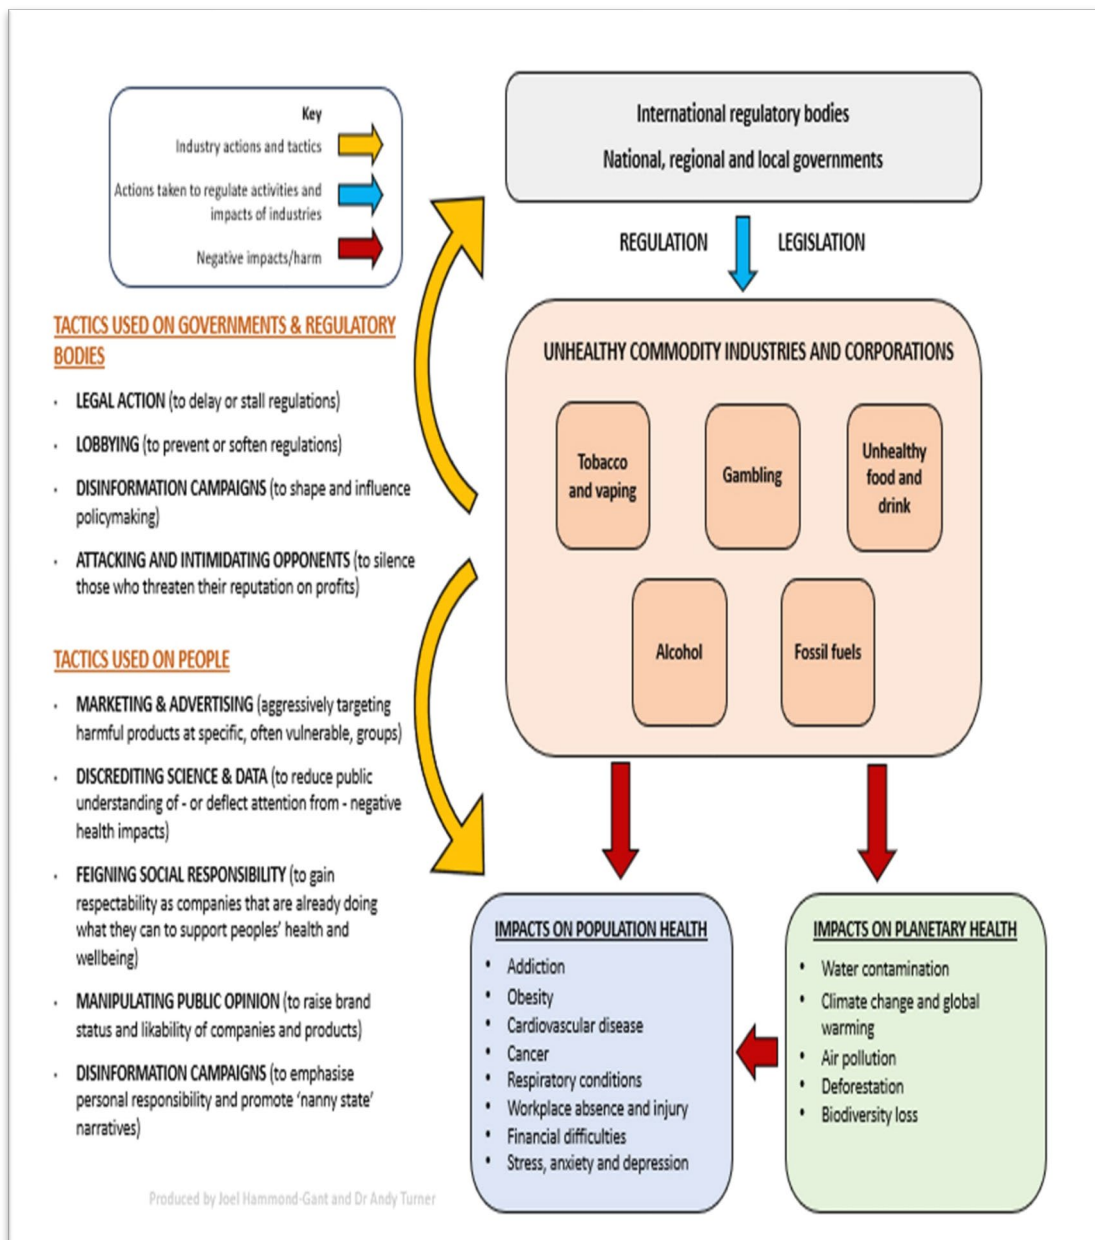 Key
Industry actions and tactics
Actions taken to regulate activities and
impacts of industries
Negative impacts/harm
International regulatory bodies
National, regional and local governments
REGULATION
LEGISLATION
TACTICS USED ON GOVERNMENTS & REGULATORY
BODIES
· LEGAL ACTION (to delay or stall regulations)
· LOBBYING (to prevent or soften regulations)
· DISINFORMATION CAMPAIGNS (to shape and influence
policymaking)
· ATTACKING AND INTIMIDATING OPPONENTS (to silence
those who threaten their reputation on profits)
TACTICS USED ON PEOPLE
· MARKETING & ADVERTISING (aggressively targeting
harmful products at specific, often vulnerable, groups)
· DISCREDITING SCIENCE & DATA (to reduce public
understanding of - or deflect attention from - negative
health impacts)
· FEIGNING SOCIAL RESPONSIBILITY (to gain
respectability as companies that are already doing
what they can to support peoples' health and
wellbeing)
· MANIPULATING PUBLIC OPINION (to raise brand
status and likability of companies and products)
· DISINFORMATION CAMPAIGNS (to emphasise
personal responsibility and promote 'nanny state'
narratives)
UNHEALTHY COMMODITY INDUSTRIES AND CORPORATIONS
Tobacco
and vaping
Gambling
Unhealthy
food and
drink
Alcohol
Fossil fuels
IMPACTS ON POPULATION HEALTH
• Addiction
• Obesity
• Cardiovascular disease
• Cancer
• Respiratory conditions
• Workplace absence and injury
• Financial difficulties
• Stress, anxiety and depression
IMPACTS ON PLANETARY HEALTH
• Water contamination
• Climate change and global
warming
• Air pollution
• Deforestation
• Biodiversity loss
Produced by Joel Hammond-Gant and Dr Andy Turner